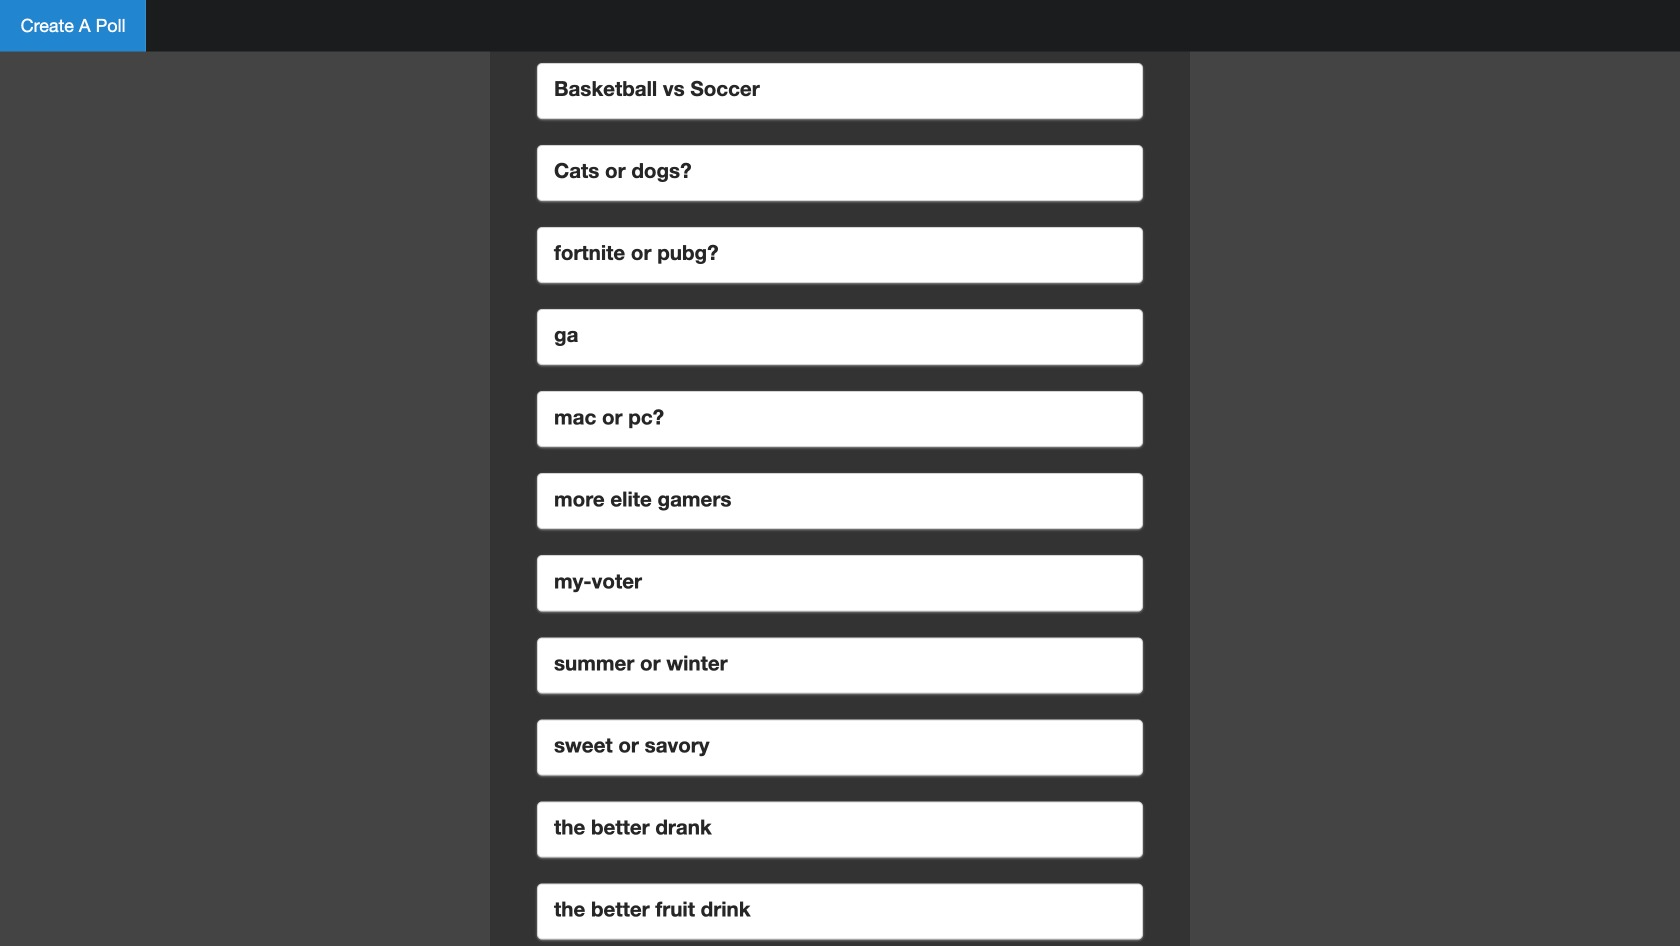 Create A Poll
Basketball vs Soccer
Cats or dogs?
fortnite or pubg?
ga
mac or pc?
more elite gamers
my-voter
summer or winter
sweet or savory
the better drank
the better fruit drink